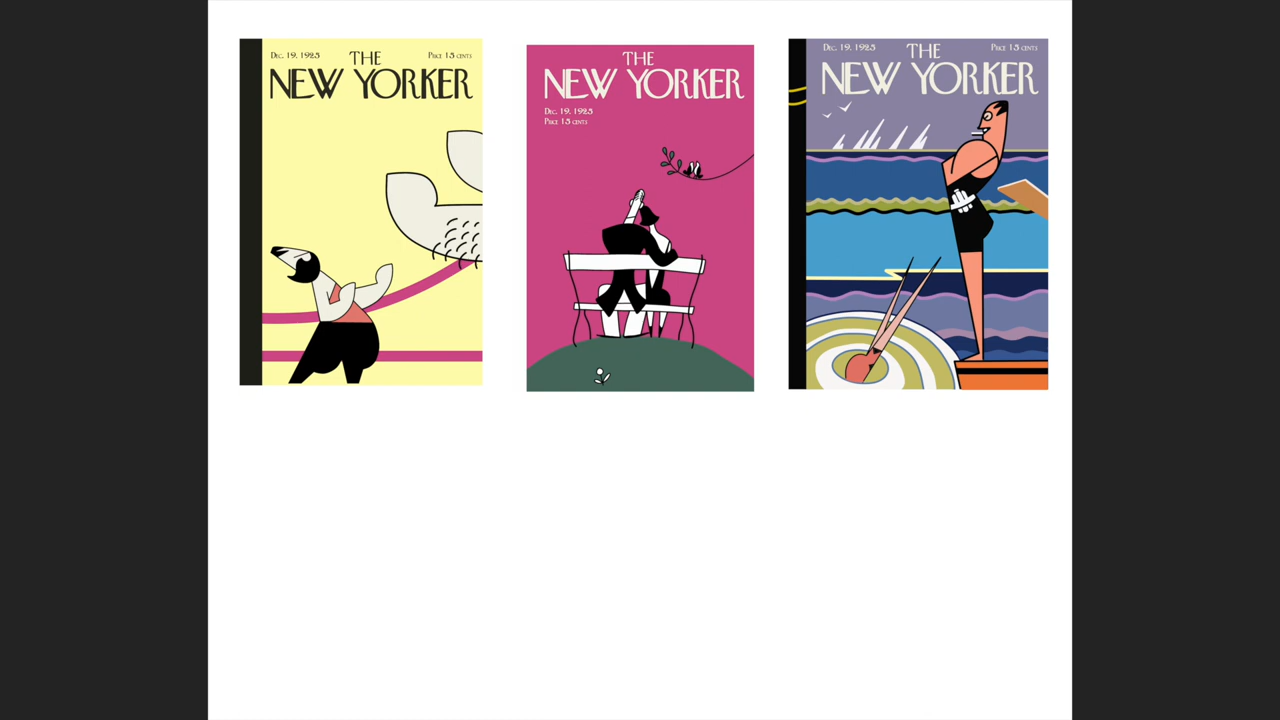 Dec. 19, 1925 Price 15 cents
THE
NEW YORKER
THE
NEW YORKER
Dec. 19, 1925
Price 15 cents
Dec. 19, 1925 Price 15 cents
THE
NEW YORKER